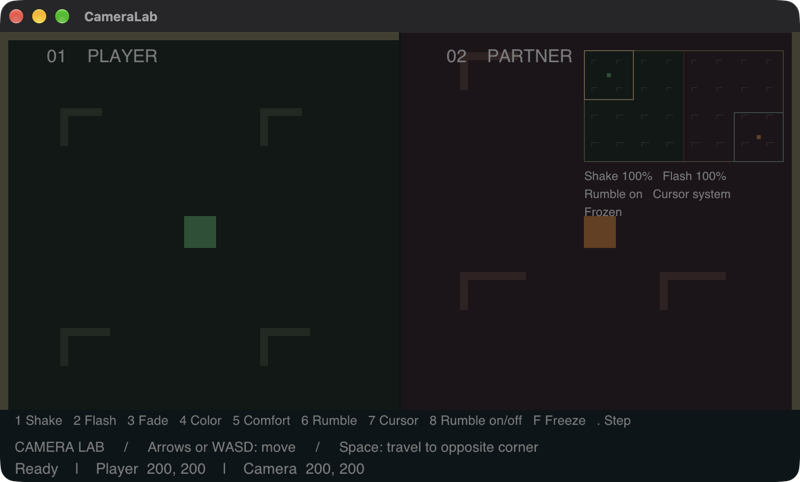 CameraLab
01 PLAYER
02 PARTNER
Shake 100% Flash 100%
Rumble on Cursor system
Frozen
1 Shake 2 Flash 3 Fade 4 Color 5 Comfort 6 Rumble 7 Cursor 8 Rumble on/off F Freeze . Step
CAMERA LAB / Arrows or WASD: move / Space: travel to opposite corner
Ready | Player 200, 200 | Camera 200, 200